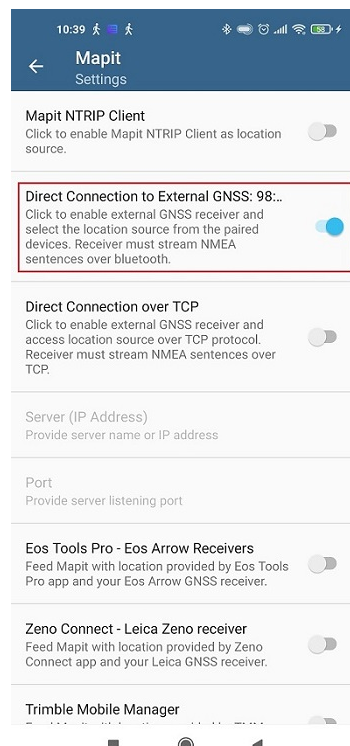 10:39
58
Mapit
Settings
Mapit NTRIP Client
Click to enable Mapit NTRIP Client as location
source.
Direct Connection to External GNSS: 98:..
Click to enable external GNSS receiver and
select the location source from the paired
devices. Receiver must stream NMEA
sentences over bluetooth.
Direct Connection over TCP
Click to enable external GNSS receiver and
access location source over TCP protocol.
Receiver must stream NMEA sentences over
TCP.
Server (IP Address)
Provide server name or IP address
Port
Provide server listening port
Eos Tools Pro - Eos Arrow Receivers
Feed Mapit with location provided by Eos Tools
Pro app and your Eos Arrow GNSS receiver.
Zeno Connect - Leica Zeno receiver
Feed Mapit with location provided by Zeno
Connect app and your Leica GNSS receiver.
Trimble Mobile Manager